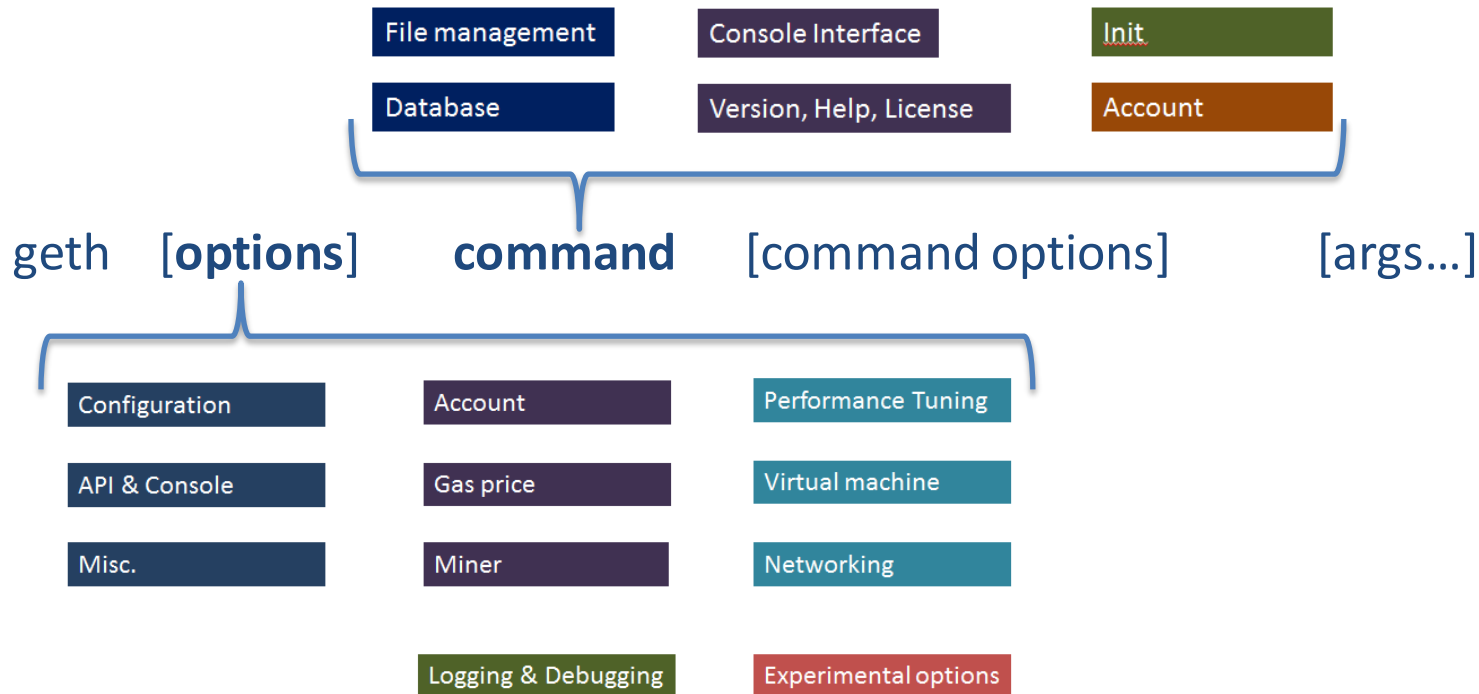 File management Console Interface Init
Database Version, Help, License Account
geth [options] command [command options] [args…]
Configuration Account Performance Tuning
API & Console Gas price Virtual machine
Misc. Miner Networking
Logging & Debugging Experimental options